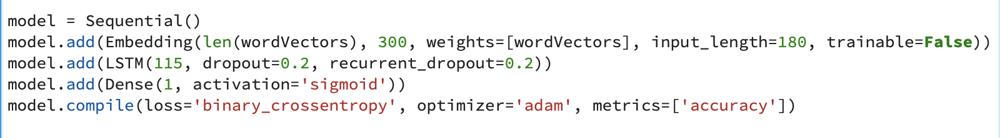 model = Sequential()
model.add(Embedding(len(wordVectors), 300, weights=[wordVectors], input_length=180, trainable=False))
model.add(LSTM(115, dropout=0.2, recurrent_dropout=0.2))
model.add(Dense(1, activation='sigmoid'))
model.compile(loss='binary_crossentropy', optimizer='adam', metrics=['accuracy'])